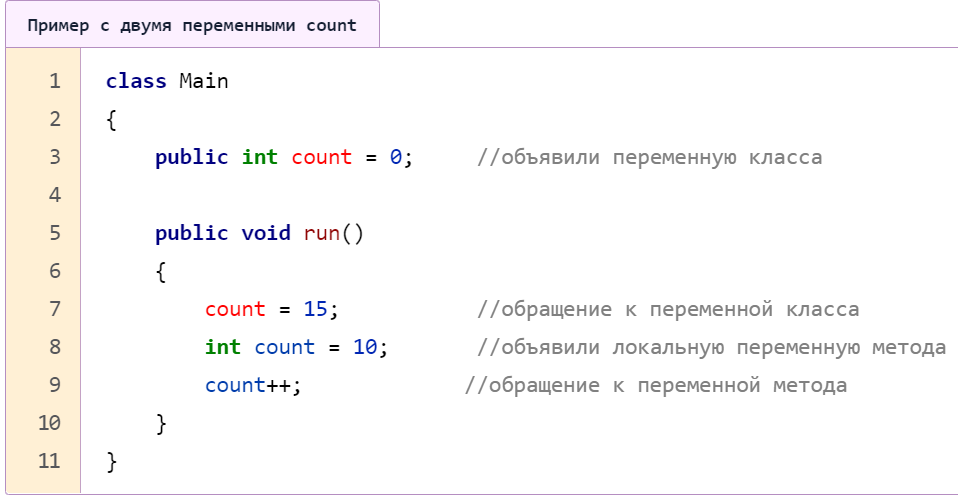 Пример с двумя переменными count
1 class Main
2 {
3 public int count = 0; //объявили переменную класса
4
5 public void run()
6 {
7 count = 15; //обращение к переменной класса
8 int count = 10; //объявили локальную переменную метода
9 count++; //обращение к переменной метода
10 }
11 }